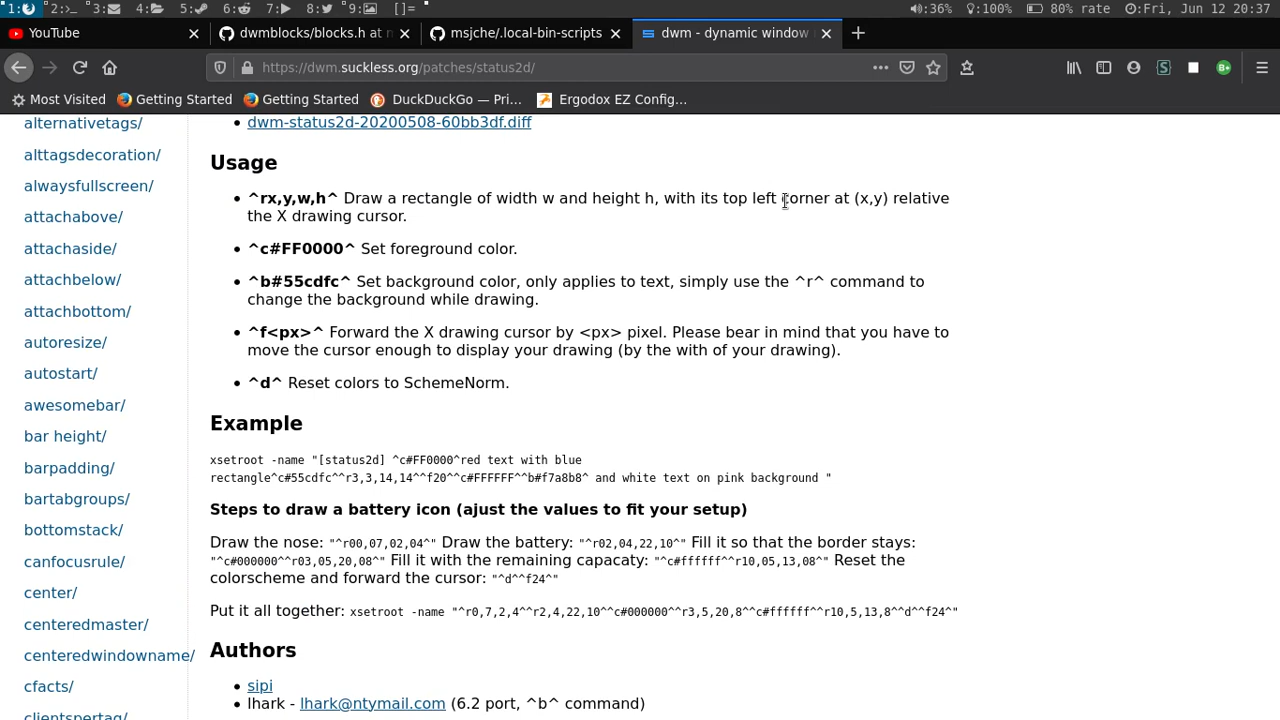 1: 2:>_ 3: 4: 5: 6: 7: 8: 9: []= 36% 100% 80% rate Fri, Jun 12 20:37
YouTube dwmblocks/blocks.h at msjche/.local-bin-scripts dwm - dynamic window
https://dwm.suckless.org/patches/status2d/
Most Visited Getting Started Getting Started DuckDuckGo — Pri... Ergodox EZ Config...
alternativetags/
alttagsdecoration/
alwaysfullscreen/
attachabove/
attachaside/
attachbelow/
attachbottom/
autoresize/
autostart/
awesomebar/
bar height/
barpadding/
bartabgroups/
bottomstack/
canfocusrule/
center/
centeredmaster/
centeredwindowname/
cfacts/
clientspertag/
• dwm-status2d-20200508-60bb3df.diff
Usage
• ^rx,y,w,h^ Draw a rectangle of width w and height h, with its top left corner at (x,y) relative
the X drawing cursor.
• ^c#FF0000^ Set foreground color.
• ^b#55cdfc^ Set background color, only applies to text, simply use the ^r^ command to
change the background while drawing.
• ^f<px>^ Forward the X drawing cursor by <px> pixel. Please bear in mind that you have to
move the cursor enough to display your drawing (by the with of your drawing).
• ^d^ Reset colors to SchemeNorm.
Example
xsetroot -name "[status2d] ^c#FF0000^red text with blue
rectangle^c#55cdfc^^r3,3,14,14^^f20^^c#FFFFFF^^b#f7a8b8^ and white text on pink background "
Steps to draw a battery icon (ajust the values to fit your setup)
Draw the nose: "^r00,07,02,04^" Draw the battery: "^r02,04,22,10^" Fill it so that the border stays:
"^c#000000^^r03,05,20,08^" Fill it with the remaining capacaty: "^c#ffffff^^r10,05,13,08^" Reset the
colorscheme and forward the cursor: "^d^^f24^"
Put it all together: xsetroot -name "^r0,7,2,4^^r2,4,22,10^^c#000000^^r3,5,20,8^^c#ffffff^^r10,5,13,8^^d^^f24^"
Authors
• sipi
• lhark - lhark@ntymail.com (6.2 port, ^b^ command)